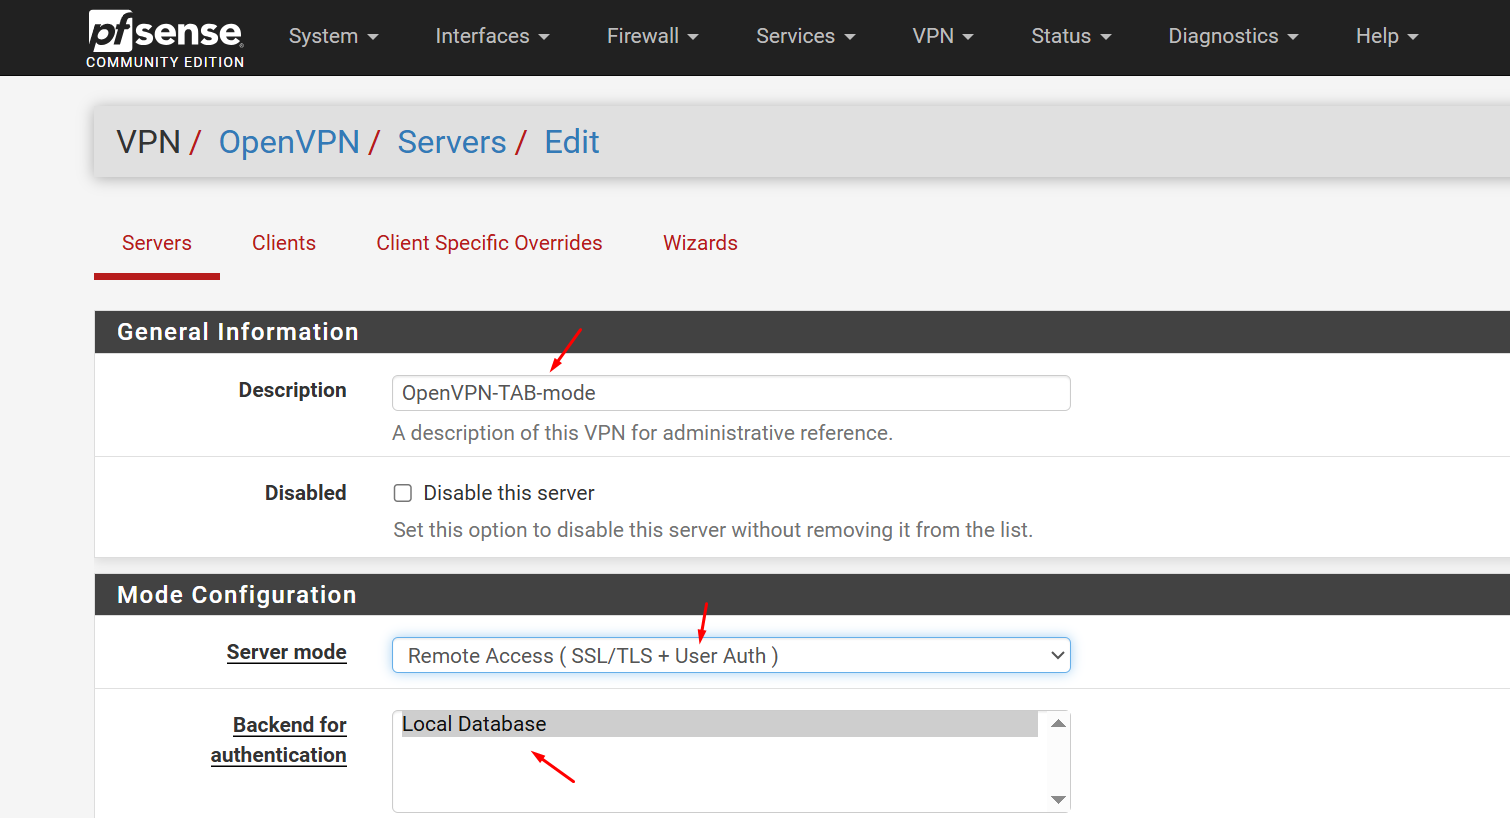 pfsense
COMMUNITY EDITION
System Interfaces Firewall Services VPN Status Diagnostics Help
VPN / OpenVPN / Servers / Edit
Servers Clients Client Specific Overrides Wizards
General Information
Description OpenVPN-TAB-mode
A description of this VPN for administrative reference.
Disabled Disable this server
Set this option to disable this server without removing it from the list.
Mode Configuration
Server mode Remote Access ( SSL/TLS + User Auth )
Backend for Local Database
authentication